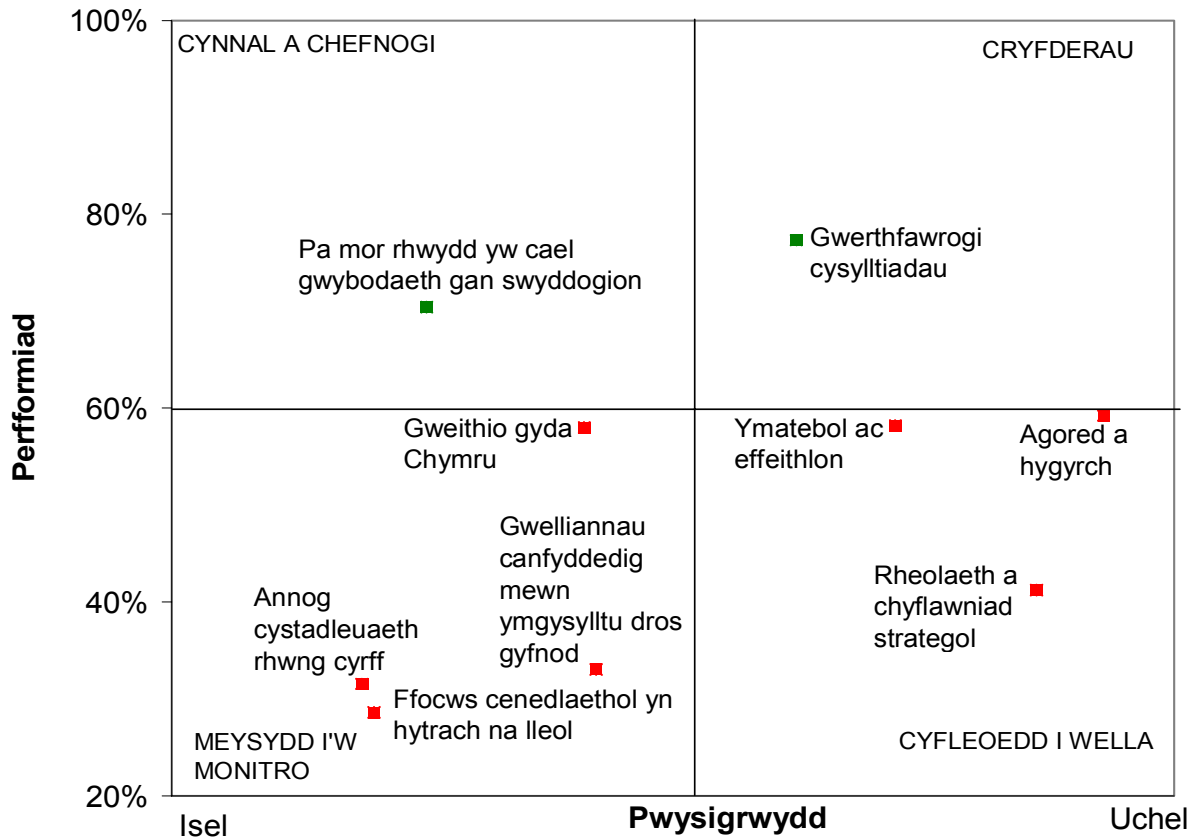 100%
CYNNAL A CHEFNOGI
CRYFDERAU
80%
Pa mor rhwydd yw cael
gwybodaeth gan swyddogion
Gwerthfawrogi
cysylltiadau
Perfformiad
60%
Gweithio gyda
Chymru
Ymatebol ac
effeithlon
Agored a
hygyrch
Gwelliannau
canfyddedig
mewn
ymgysylltu dros
gyfnod
Rheolaeth a
chyflawniad
strategol
40%
Annog
cystadleuaeth
rhwng cyrff
Ffocws cenedlaethol yn
hytrach na lleol
MEYSYDD I'W
MONITRO
CYFLEOEDD I WELLA
20%
Isel
Pwysigrwydd
Uchel